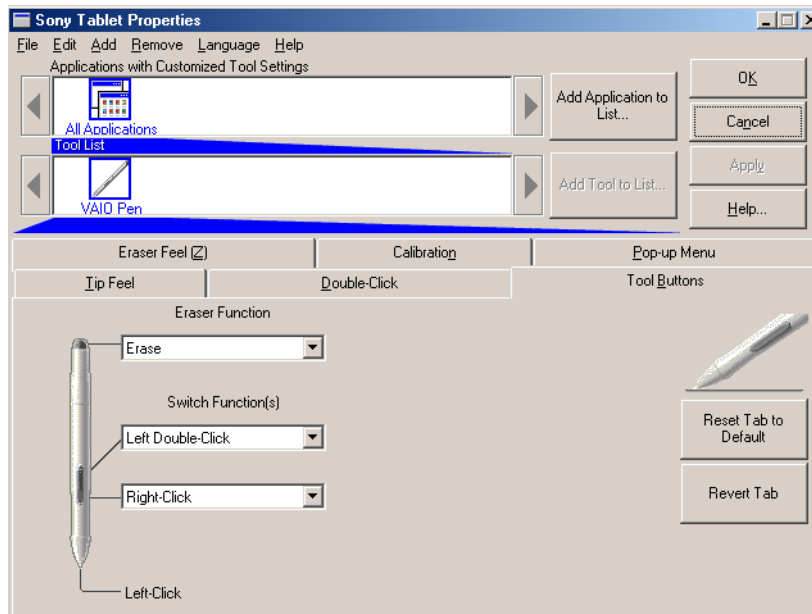 Sony Tablet Properties
File Edit Add Remove Language Help
Applications with Customized Tool Settings
All Applications
Add Application to
List...
OK
Cancel
Tool List
VAIO Pen
Add Tool to List...
Apply
Help...
Eraser Feel (Z) Calibration Pop-up Menu
Tip Feel Double-Click Tool Buttons
Eraser Function
Erase
Switch Function(s)
Left Double-Click
Right-Click
Left-Click
Reset Tab to
Default
Revert Tab